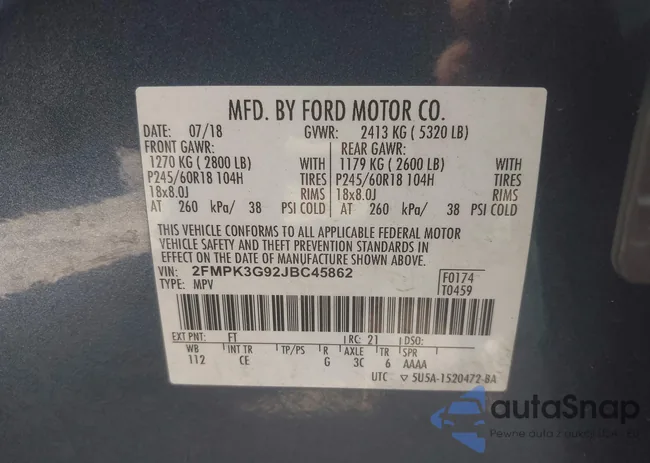 MFD. BY FORD MOTOR CO.
DATE: 07/18 GVWR: 2413 KG ( 5320 LB)
FRONT GAWR: REAR GAWR:
1270 KG ( 2800 LB) WITH 1179 KG ( 2600 LB) WITH
P245/60R18 104H TIRES P245/60R18 104H TIRES
18x8.0J RIMS 18x8.0J RIMS
AT 260 kPa/ 38 PSI COLD AT 260 kPa/ 38 PSI COLD
THIS VEHICLE CONFORMS TO ALL APPLICABLE FEDERAL MOTOR
VEHICLE SAFETY AND THEFT PREVENTION STANDARDS IN
EFFECT ON THE DATE OF MANUFACTURE SHOWN ABOVE.
VIN: 2FMPK3G92JBC45862 F0174
TYPE: MPV T0459
EXT PNT: FT RC: 21 DSO:
WB INT TR TP/PS R AXLE TR SPR
112 CE G 3C 6 AAAA
UTC ▽ 5U5A-1520472-BA
autaSnap
Pewne auto z aukcji w USA